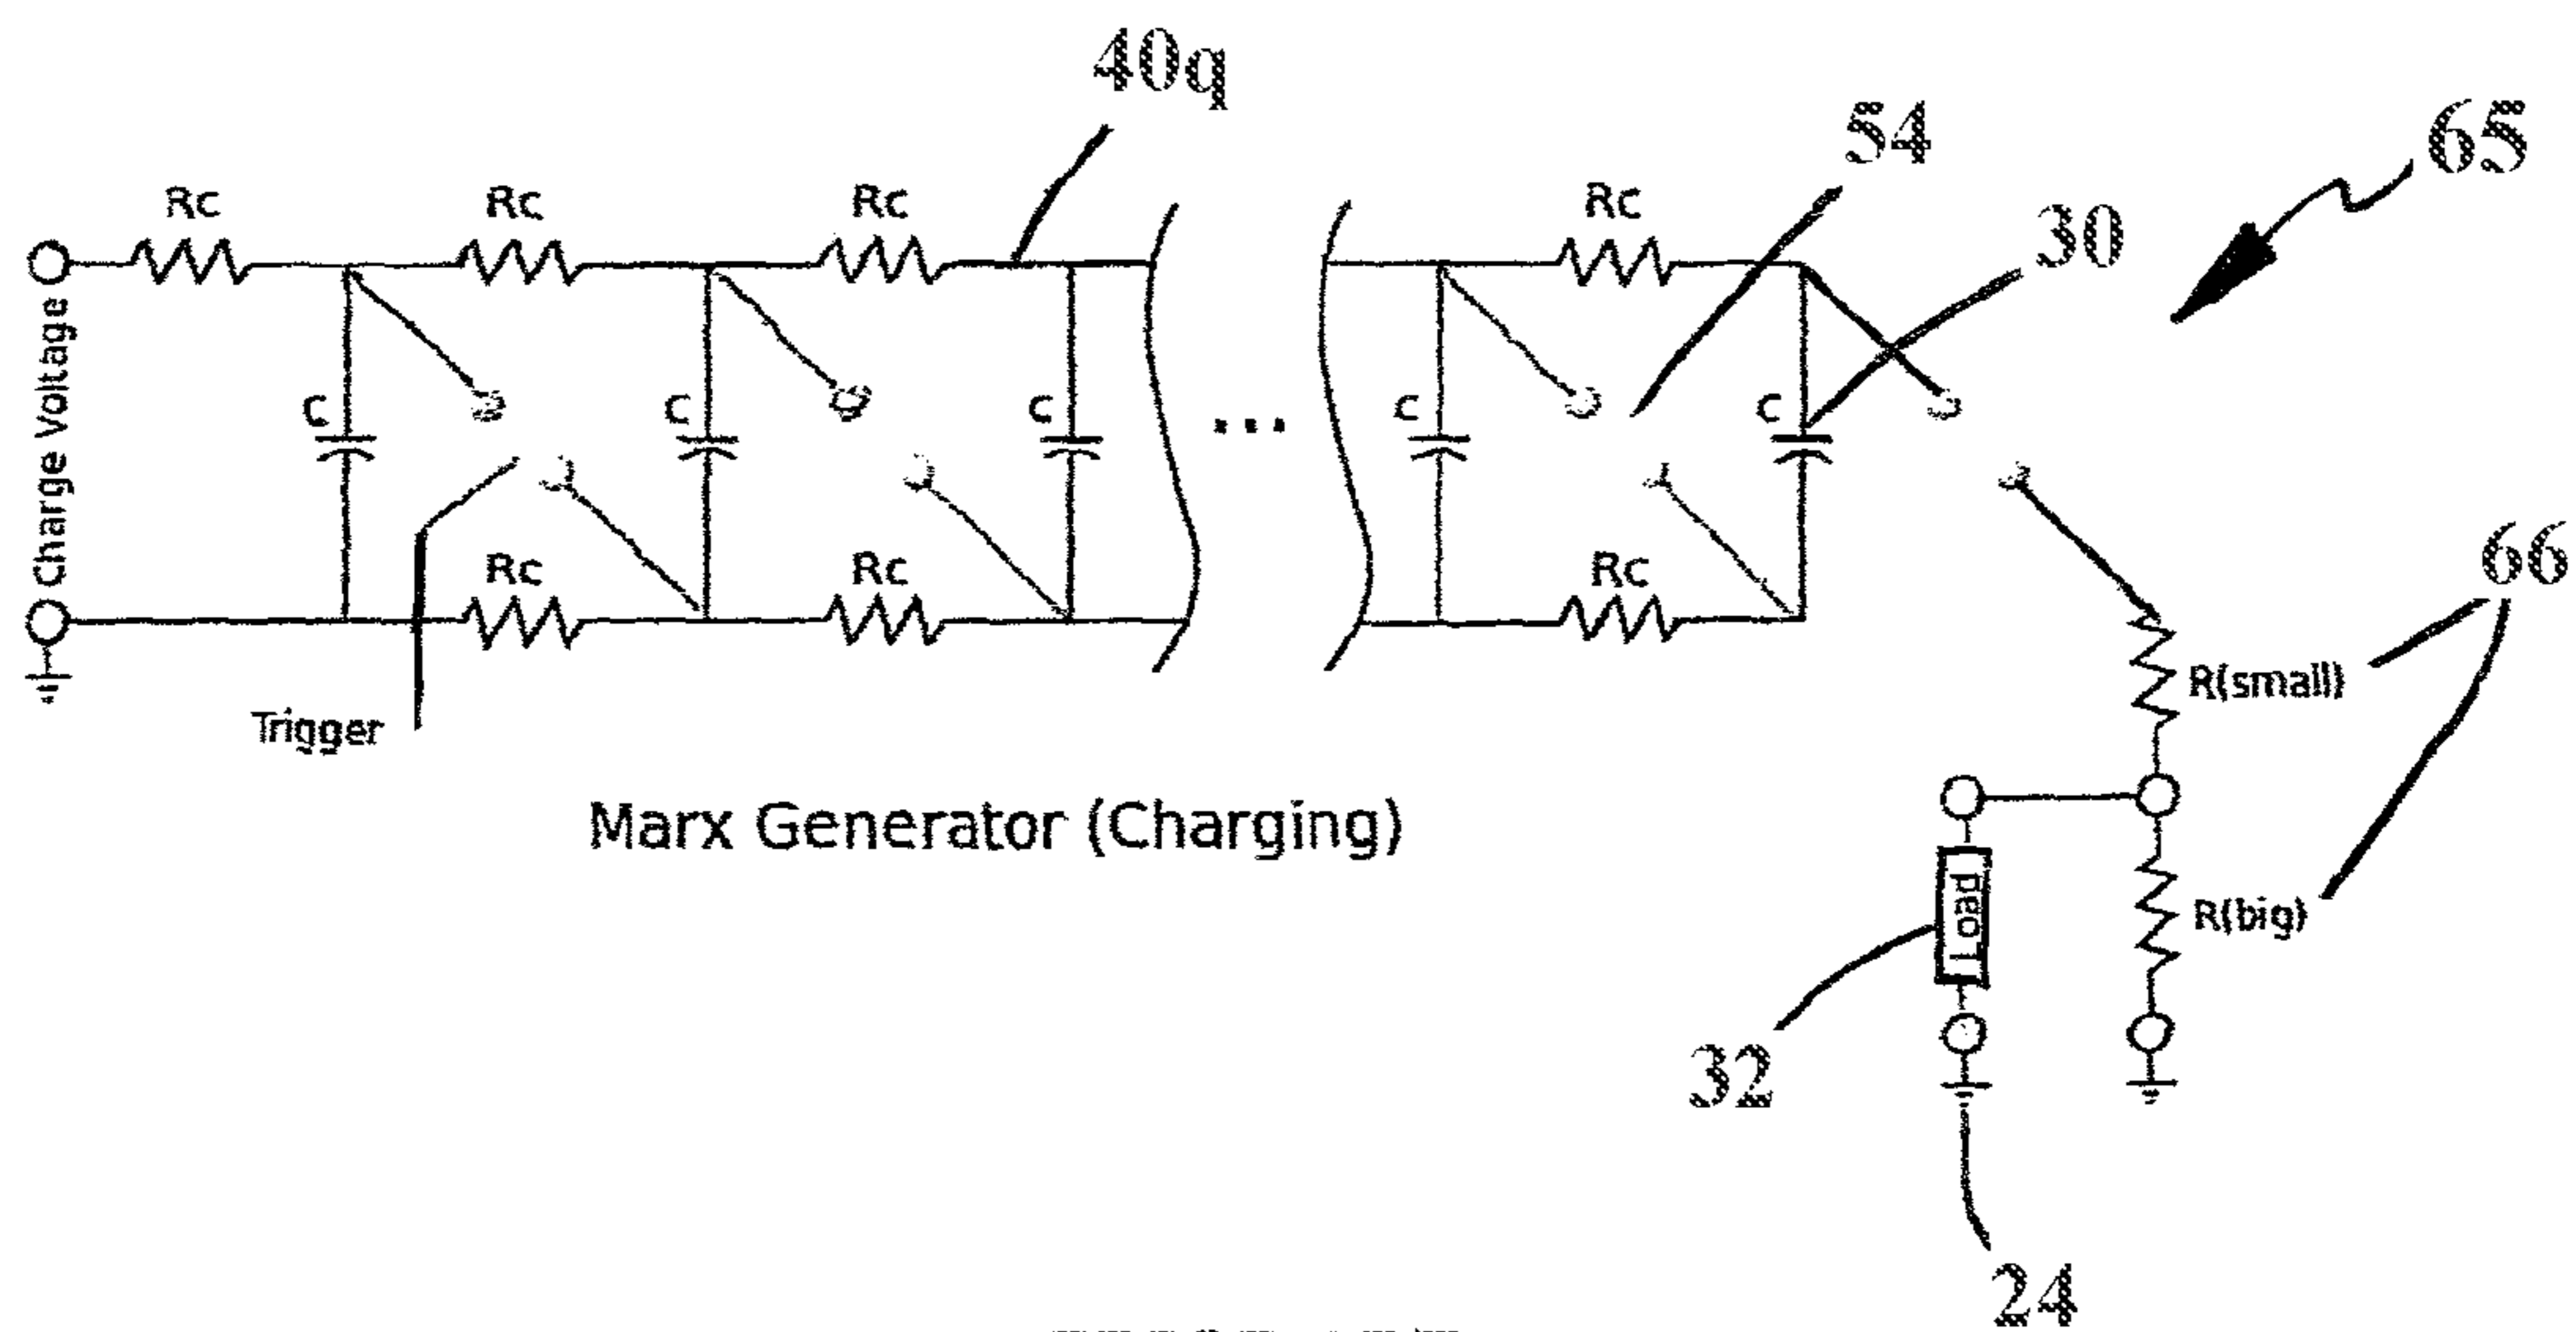 40q
54
65
30
Rc Rc Rc Rc
Charge Voltage
C C C ... C C
Rc Rc Rc
66
Trigger
R(small)
Marx Generator (Charging)
Load
R(big)
32
24